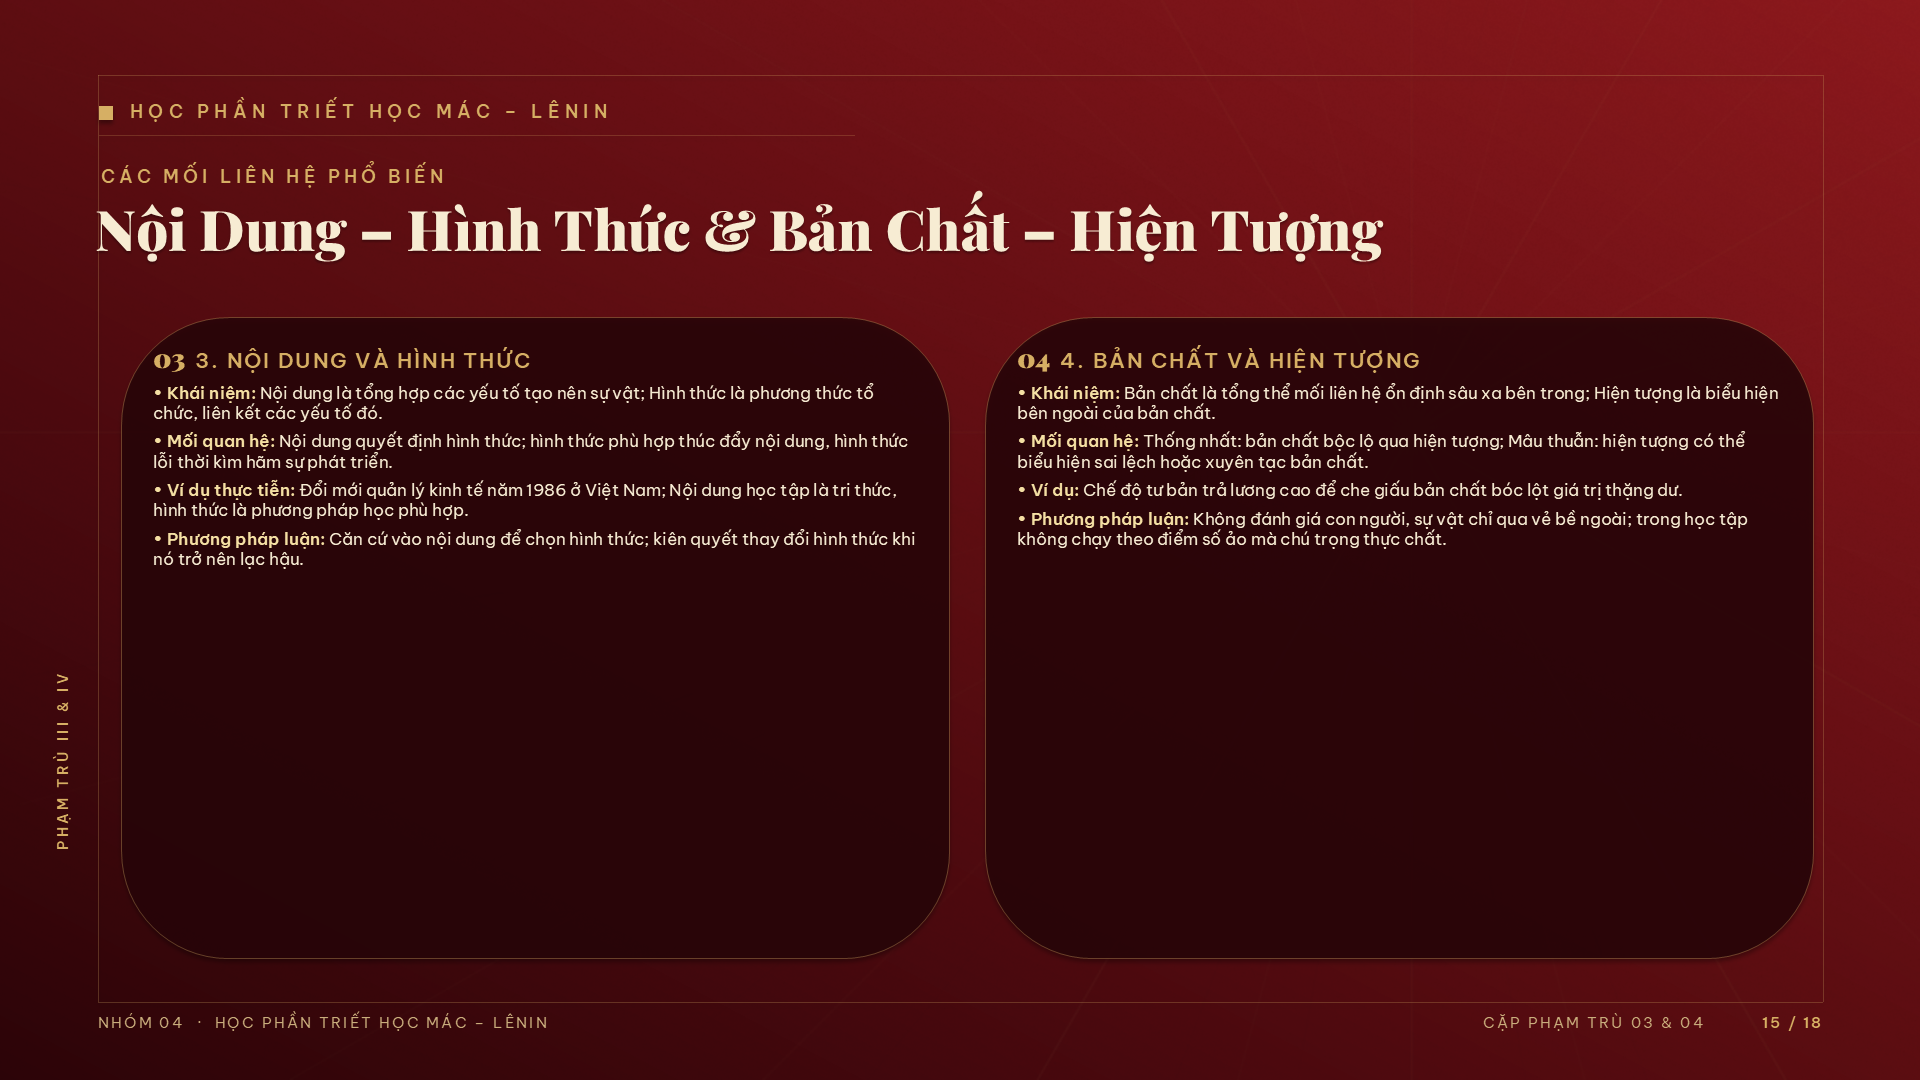 HỌC PHẦN TRIẾT HỌC MÁC – LÊNIN
CÁC MỐI LIÊN HỆ PHỔ BIẾN
Nội Dung – Hình Thức & Bản Chất – Hiện Tượng
03 3. NỘI DUNG VÀ HÌNH THỨC
• Khái niệm: Nội dung là tổng hợp các yếu tố tạo nên sự vật; Hình thức là phương thức tổ
chức, liên kết các yếu tố đó.
• Mối quan hệ: Nội dung quyết định hình thức; hình thức phù hợp thúc đẩy nội dung, hình thức
lỗi thời kìm hãm sự phát triển.
• Ví dụ thực tiễn: Đổi mới quản lý kinh tế năm 1986 ở Việt Nam; Nội dung học tập là tri thức,
hình thức là phương pháp học phù hợp.
• Phương pháp luận: Căn cứ vào nội dung để chọn hình thức; kiên quyết thay đổi hình thức khi
nó trở nên lạc hậu.
04 4. BẢN CHẤT VÀ HIỆN TƯỢNG
• Khái niệm: Bản chất là tổng thể mối liên hệ ổn định sâu xa bên trong; Hiện tượng là biểu hiện
bên ngoài của bản chất.
• Mối quan hệ: Thống nhất: bản chất bộc lộ qua hiện tượng; Mâu thuẫn: hiện tượng có thể
biểu hiện sai lệch hoặc xuyên tạc bản chất.
• Ví dụ: Chế độ tư bản trả lương cao để che giấu bản chất bóc lột giá trị thặng dư.
• Phương pháp luận: Không đánh giá con người, sự vật chỉ qua vẻ bề ngoài; trong học tập
không chạy theo điểm số ảo mà chú trọng thực chất.
PHẠM TRÙ III & IV
NHÓM 04 · HỌC PHẦN TRIẾT HỌC MÁC – LÊNIN
CẶP PHẠM TRÙ 03 & 04
15 / 18